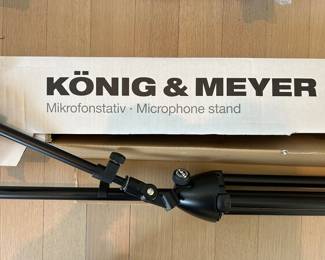 KÖNIG & MEYER
Mikrofonstativ · Microphone stand